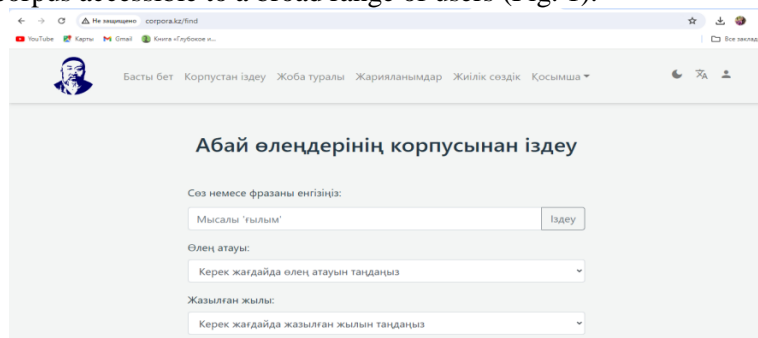 corpus accessible to a broad range of users (Fig. 1).
Не защищено corpora.kz/find
YouTube Карты Gmail Книга «Глубокое и... Все заклад
Басты бет Корпустан іздеу Жоба туралы Жарияланымдар Жиілік сөздік Қосымша
Абай өлеңдерінің корпусынан іздеу
Сөз немесе фразаны енгізіңіз:
Мысалы 'ғылым' Іздеу
Өлең атауы:
Керек жағдайда өлең атауын таңдаңыз
Жазылған жылы:
Керек жағдайда жазылған жылын таңдаңыз